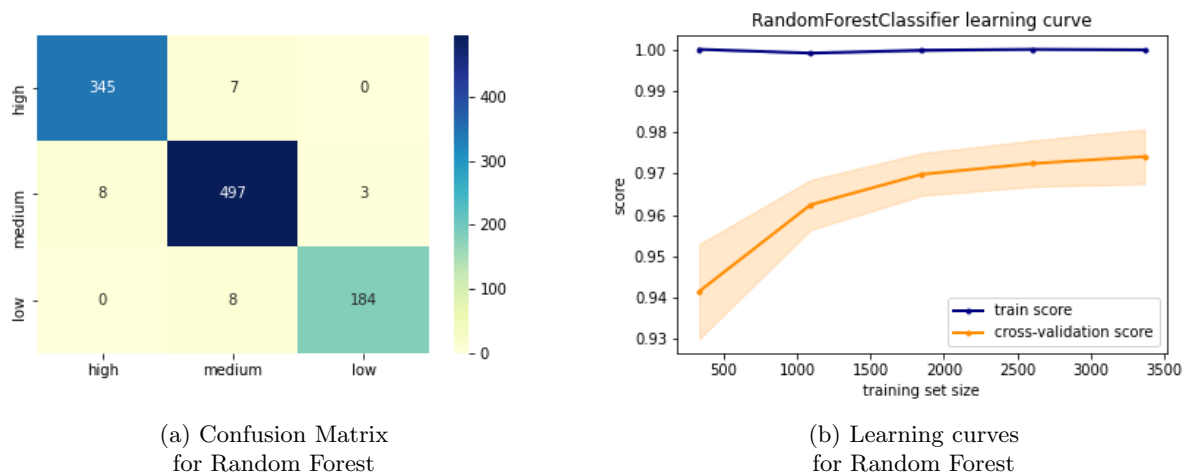 high
medium
low
345 7 0
8 497 3
0 8 184
high medium low
400
300
200
100
0
(a) Confusion Matrix
for Random Forest
RandomForestClassifier learning curve
score
1.00
0.99
0.98
0.97
0.96
0.95
0.94
0.93
train score
cross-validation score
500 1000 1500 2000 2500 3000 3500
training set size
(b) Learning curves
for Random Forest